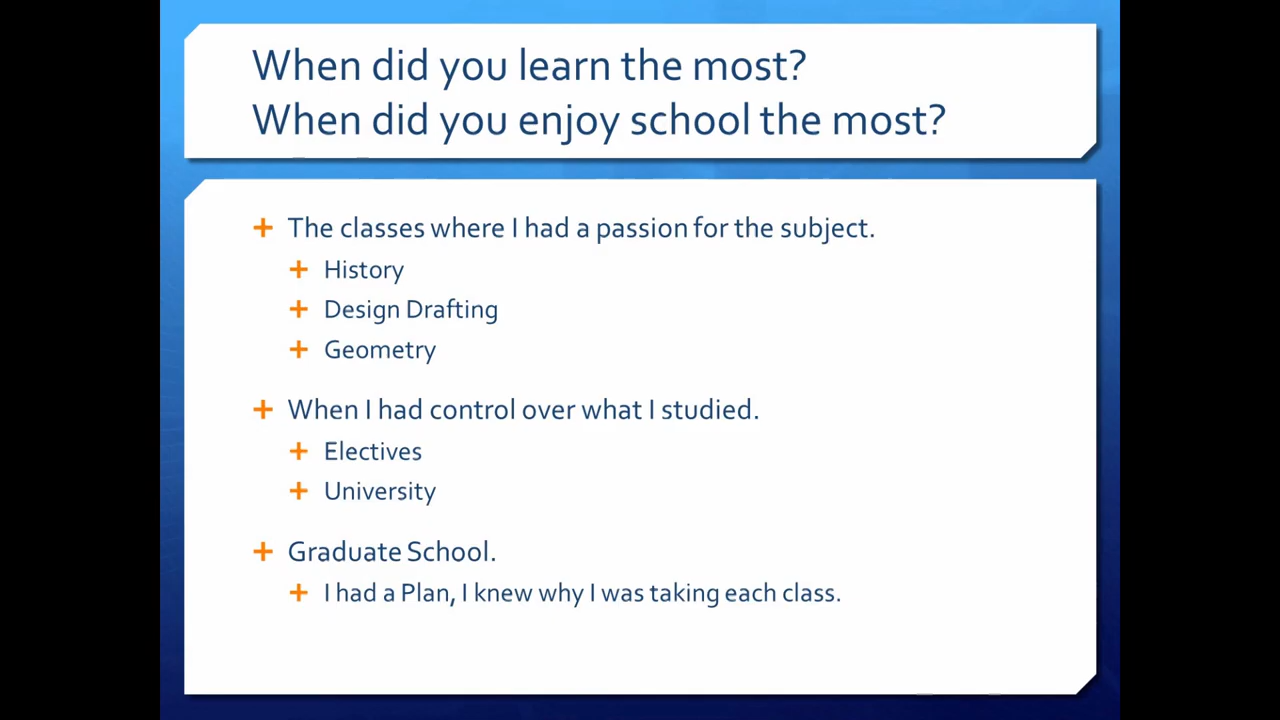 When did you learn the most?
When did you enjoy school the most?
+ The classes where I had a passion for the subject.
+ History
+ Design Drafting
+ Geometry
+ When I had control over what I studied.
+ Electives
+ University
+ Graduate School.
+ I had a Plan, I knew why I was taking each class.